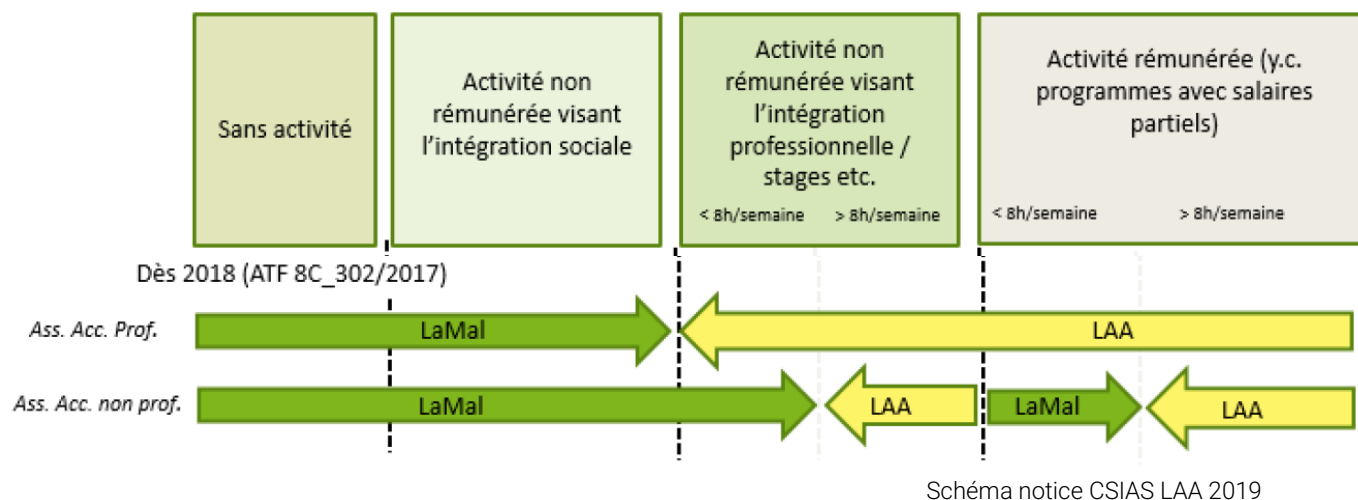 Sans activité
Activité non
rémunérée visant
l'intégration sociale
Activité non
rémunérée visant
l'intégration
professionnelle /
stages etc.
< 8h/semaine > 8h/semaine
Activité rémunérée (y.c.
programmes avec salaires
partiels)
< 8h/semaine > 8h/semaine
Dès 2018 (ATF 8C_302/2017)
Ass. Acc. Prof. LaMal LAA
Ass. Acc. non prof. LaMal LAA LaMal LAA
Schéma notice CSIAS LAA 2019